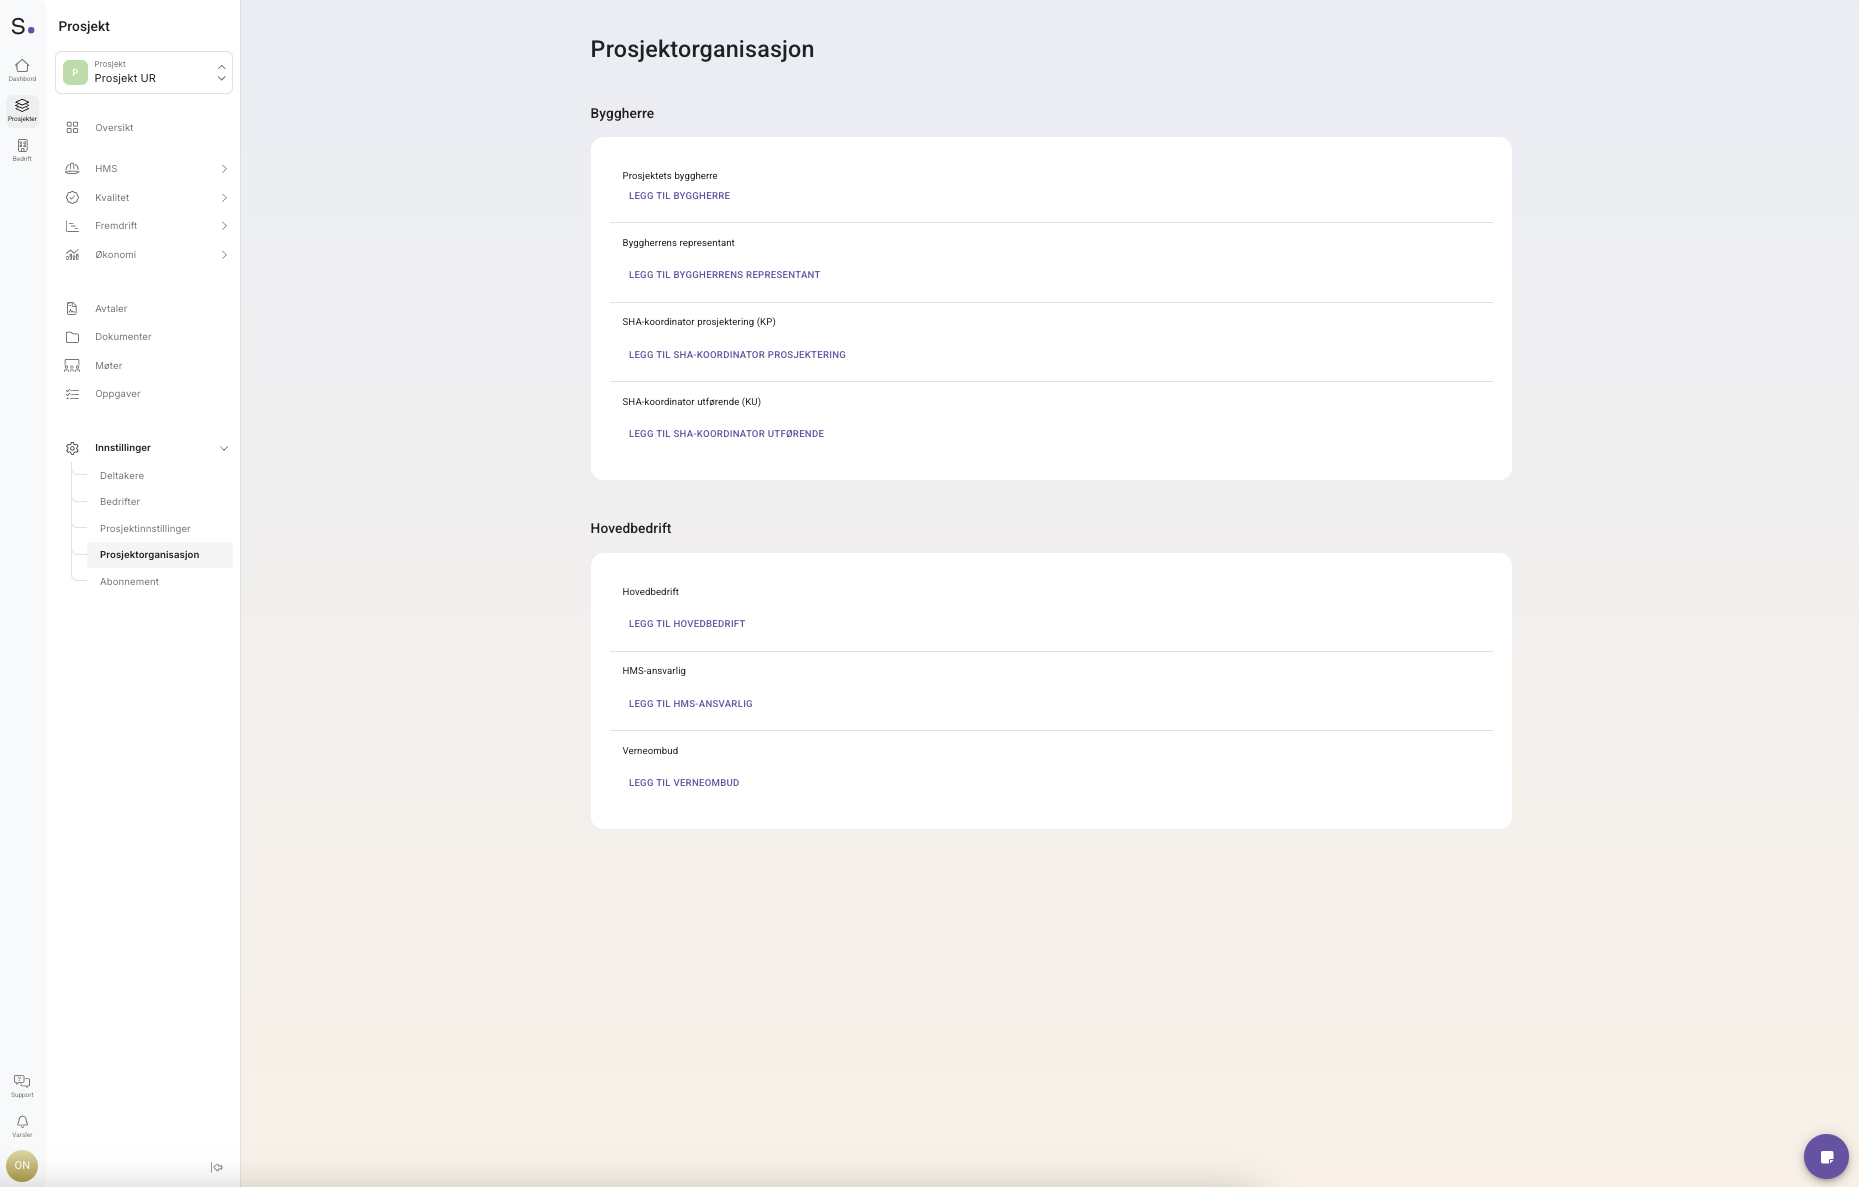 S.
Dashbord
Prosjekter
Bedrift
Prosjekt
P
Prosjekt
Prosjekt UR
Oversikt
HMS
Kvalitet
Fremdrift
Økonomi
Avtaler
Dokumenter
Møter
Oppgaver
Innstillinger
Deltakere
Bedrifter
Prosjektinnstillinger
Prosjektorganisasjon
Abonnement
Support
Varsler
ON
Prosjektorganisasjon
Byggherre
Prosjektets byggherre
LEGG TIL BYGGHERRE
Byggherrens representant
LEGG TIL BYGGHERRENS REPRESENTANT
SHA-koordinator prosjektering (KP)
LEGG TIL SHA-KOORDINATOR PROSJEKTERING
SHA-koordinator utførende (KU)
LEGG TIL SHA-KOORDINATOR UTFØRENDE
Hovedbedrift
Hovedbedrift
LEGG TIL HOVEDBEDRIFT
HMS-ansvarlig
LEGG TIL HMS-ANSVARLIG
Verneombud
LEGG TIL VERNEOMBUD